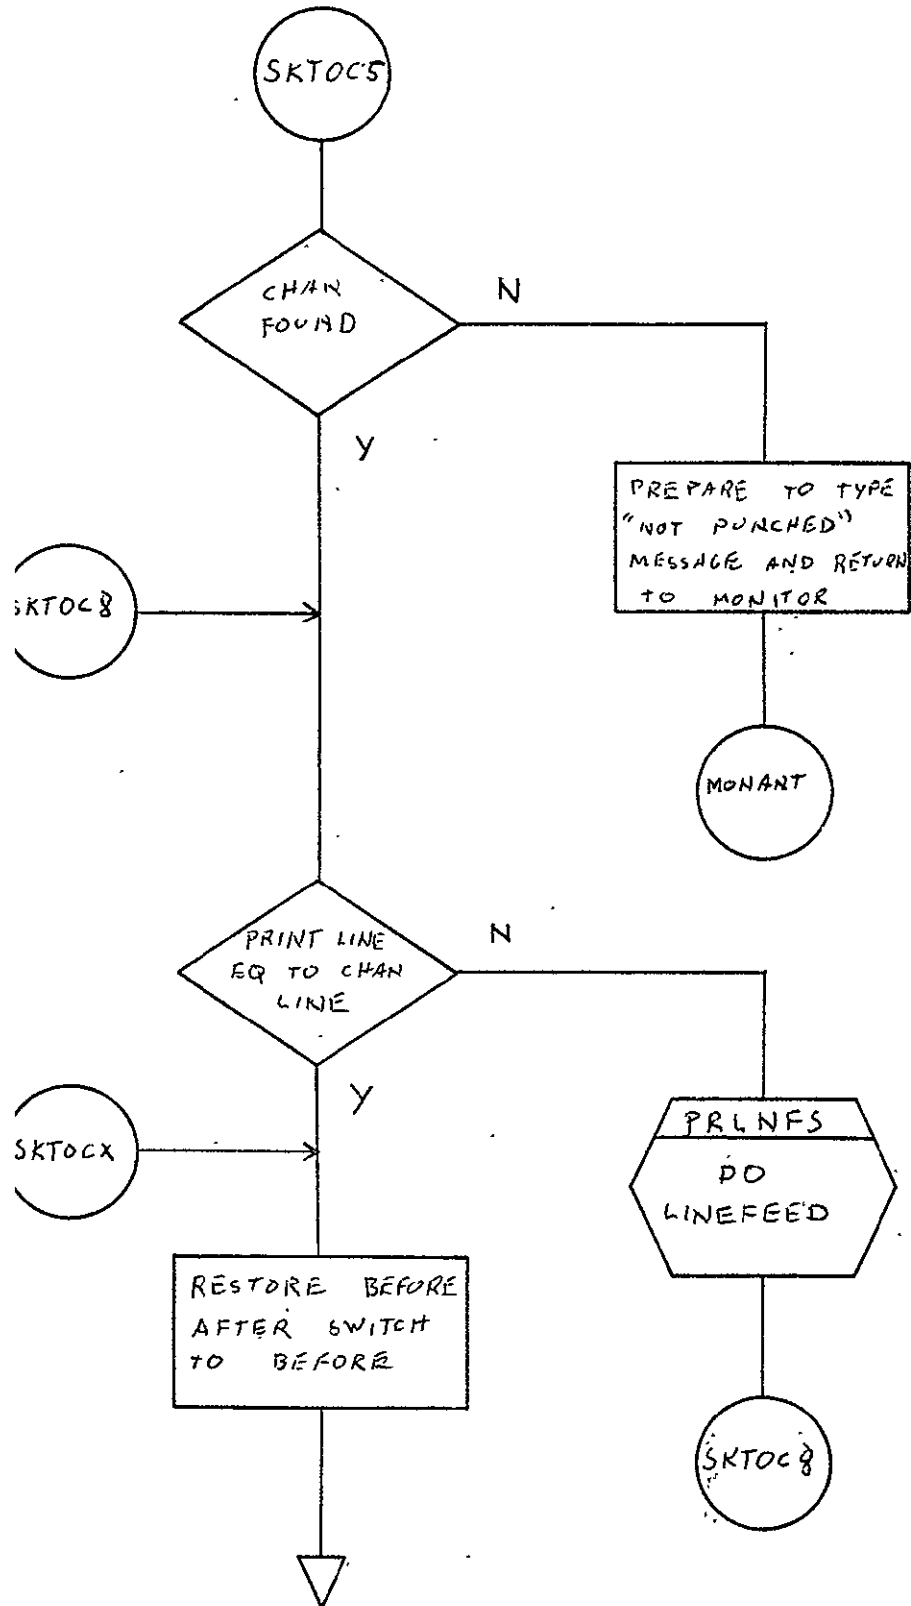 SKTOC5
CHAN
FOUND
N
Y
PREPARE TO TYPE
"NOT PUNCHED"
MESSAGE AND RETURN
TO MONITOR
SKTOC8
MONANT
PRINT LINE
EQ TO CHAN
LINE
N
Y
PRLNFS
DO
LINEFEED
SKTOCX
RESTORE BEFORE
AFTER SWITCH
TO BEFORE
SKTOC8